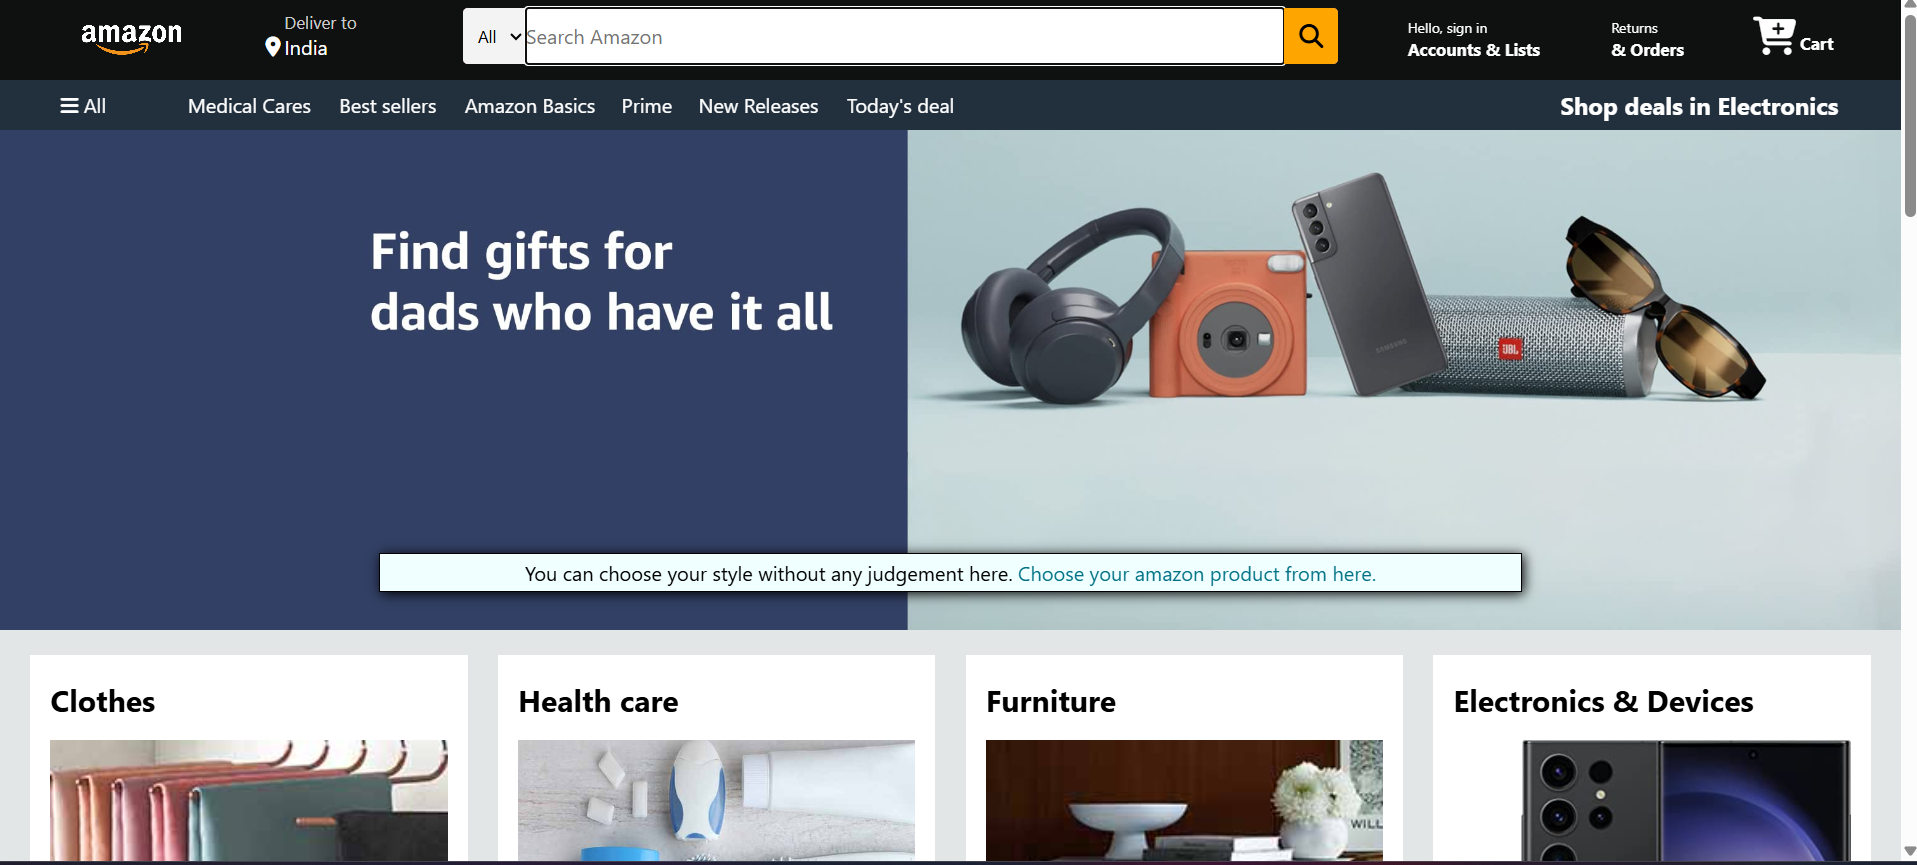 amazon
Deliver to
India
All
Search Amazon
Hello, sign in
Accounts & Lists
Returns
& Orders
Cart
All
Medical Cares
Best sellers
Amazon Basics
Prime
New Releases
Today's deal
Shop deals in Electronics
Find gifts for
dads who have it all
SAMSUNG
JBL
You can choose your style without any judgement here. Choose your amazon product from here.
Clothes
Health care
Furniture
Electronics & Devices
WILL